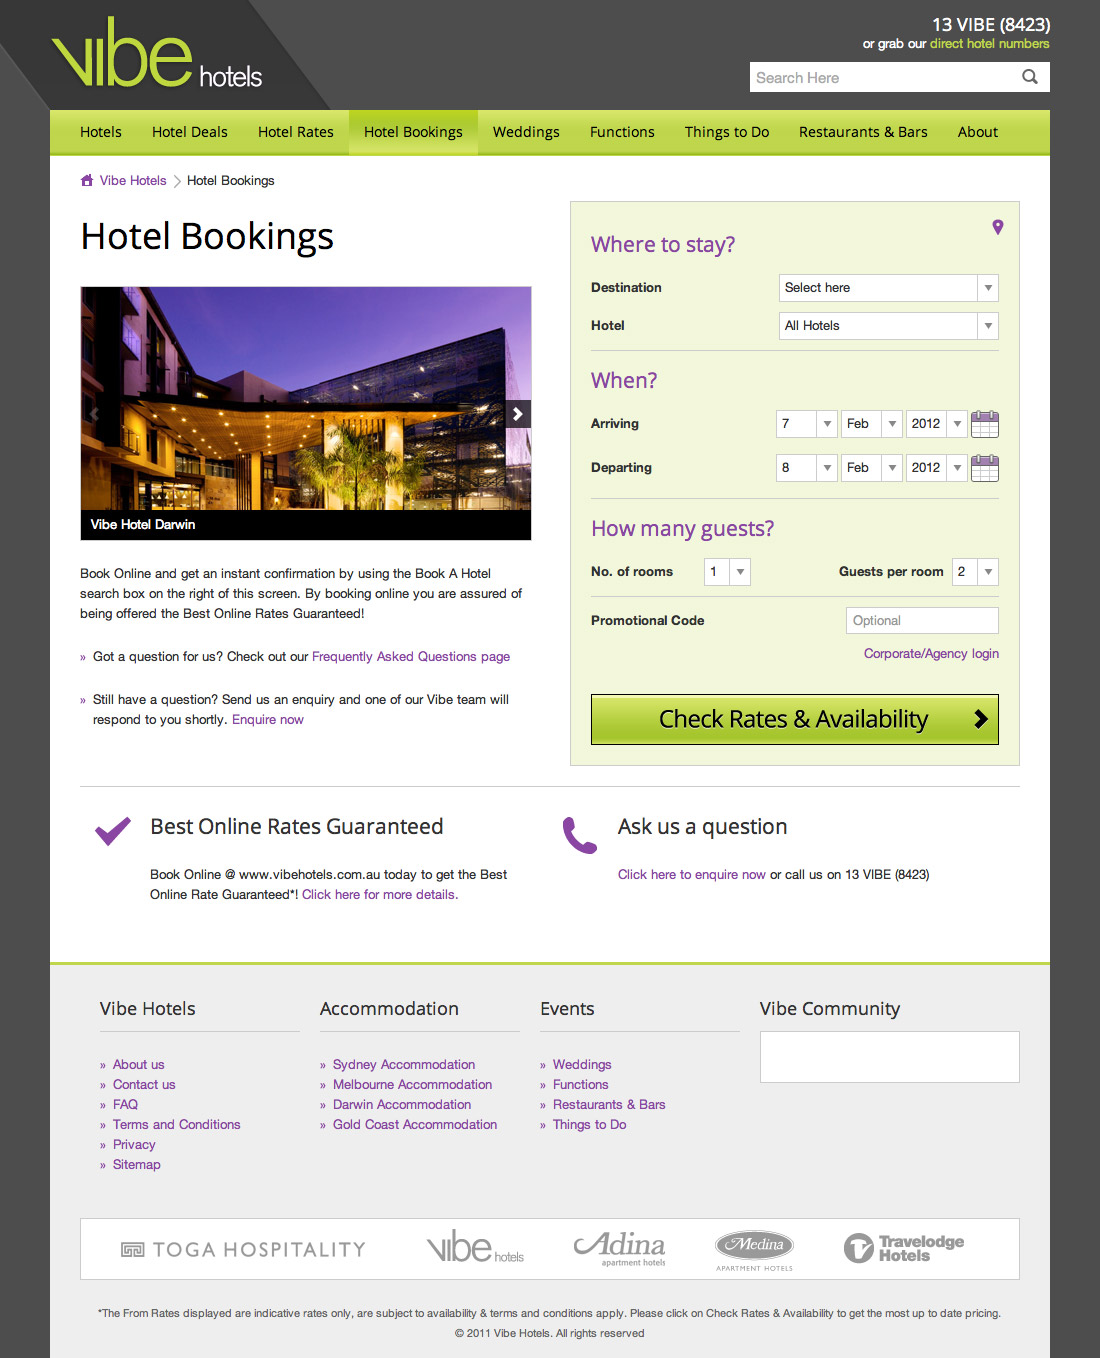 vibe hotels
13 VIBE (8423)
or grab our direct hotel numbers
Search Here
Hotels Hotel Deals Hotel Rates Hotel Bookings Weddings Functions Things to Do Restaurants & Bars About
Vibe Hotels Hotel Bookings
Hotel Bookings
Vibe Hotel Darwin
Book Online and get an instant confirmation by using the Book A Hotel
search box on the right of this screen. By booking online you are assured of
being offered the Best Online Rates Guaranteed!
» Got a question for us? Check out our Frequently Asked Questions page
» Still have a question? Send us an enquiry and one of our Vibe team will
respond to you shortly. Enquire now
Where to stay?
Destination Select here
Hotel All Hotels
When?
Arriving 7 Feb 2012
Departing 8 Feb 2012
How many guests?
No. of rooms 1 Guests per room 2
Promotional Code Optional
Corporate/Agency login
Check Rates & Availability
Best Online Rates Guaranteed
Book Online @ www.vibehotels.com.au today to get the Best
Online Rate Guaranteed*! Click here for more details.
Ask us a question
Click here to enquire now or call us on 13 VIBE (8423)
Vibe Hotels
» About us
» Contact us
» FAQ
» Terms and Conditions
» Privacy
» Sitemap
Accommodation
» Sydney Accommodation
» Melbourne Accommodation
» Darwin Accommodation
» Gold Coast Accommodation
Events
» Weddings
» Functions
» Restaurants & Bars
» Things to Do
Vibe Community
TOGA HOSPITALITY
vibe hotels
Adina
apartment hotels
Medina
APARTMENT HOTELS
Travelodge
Hotels
*The From Rates displayed are indicative rates only, are subject to availability & terms and conditions apply. Please click on Check Rates & Availability to get the most up to date pricing.
© 2011 Vibe Hotels. All rights reserved